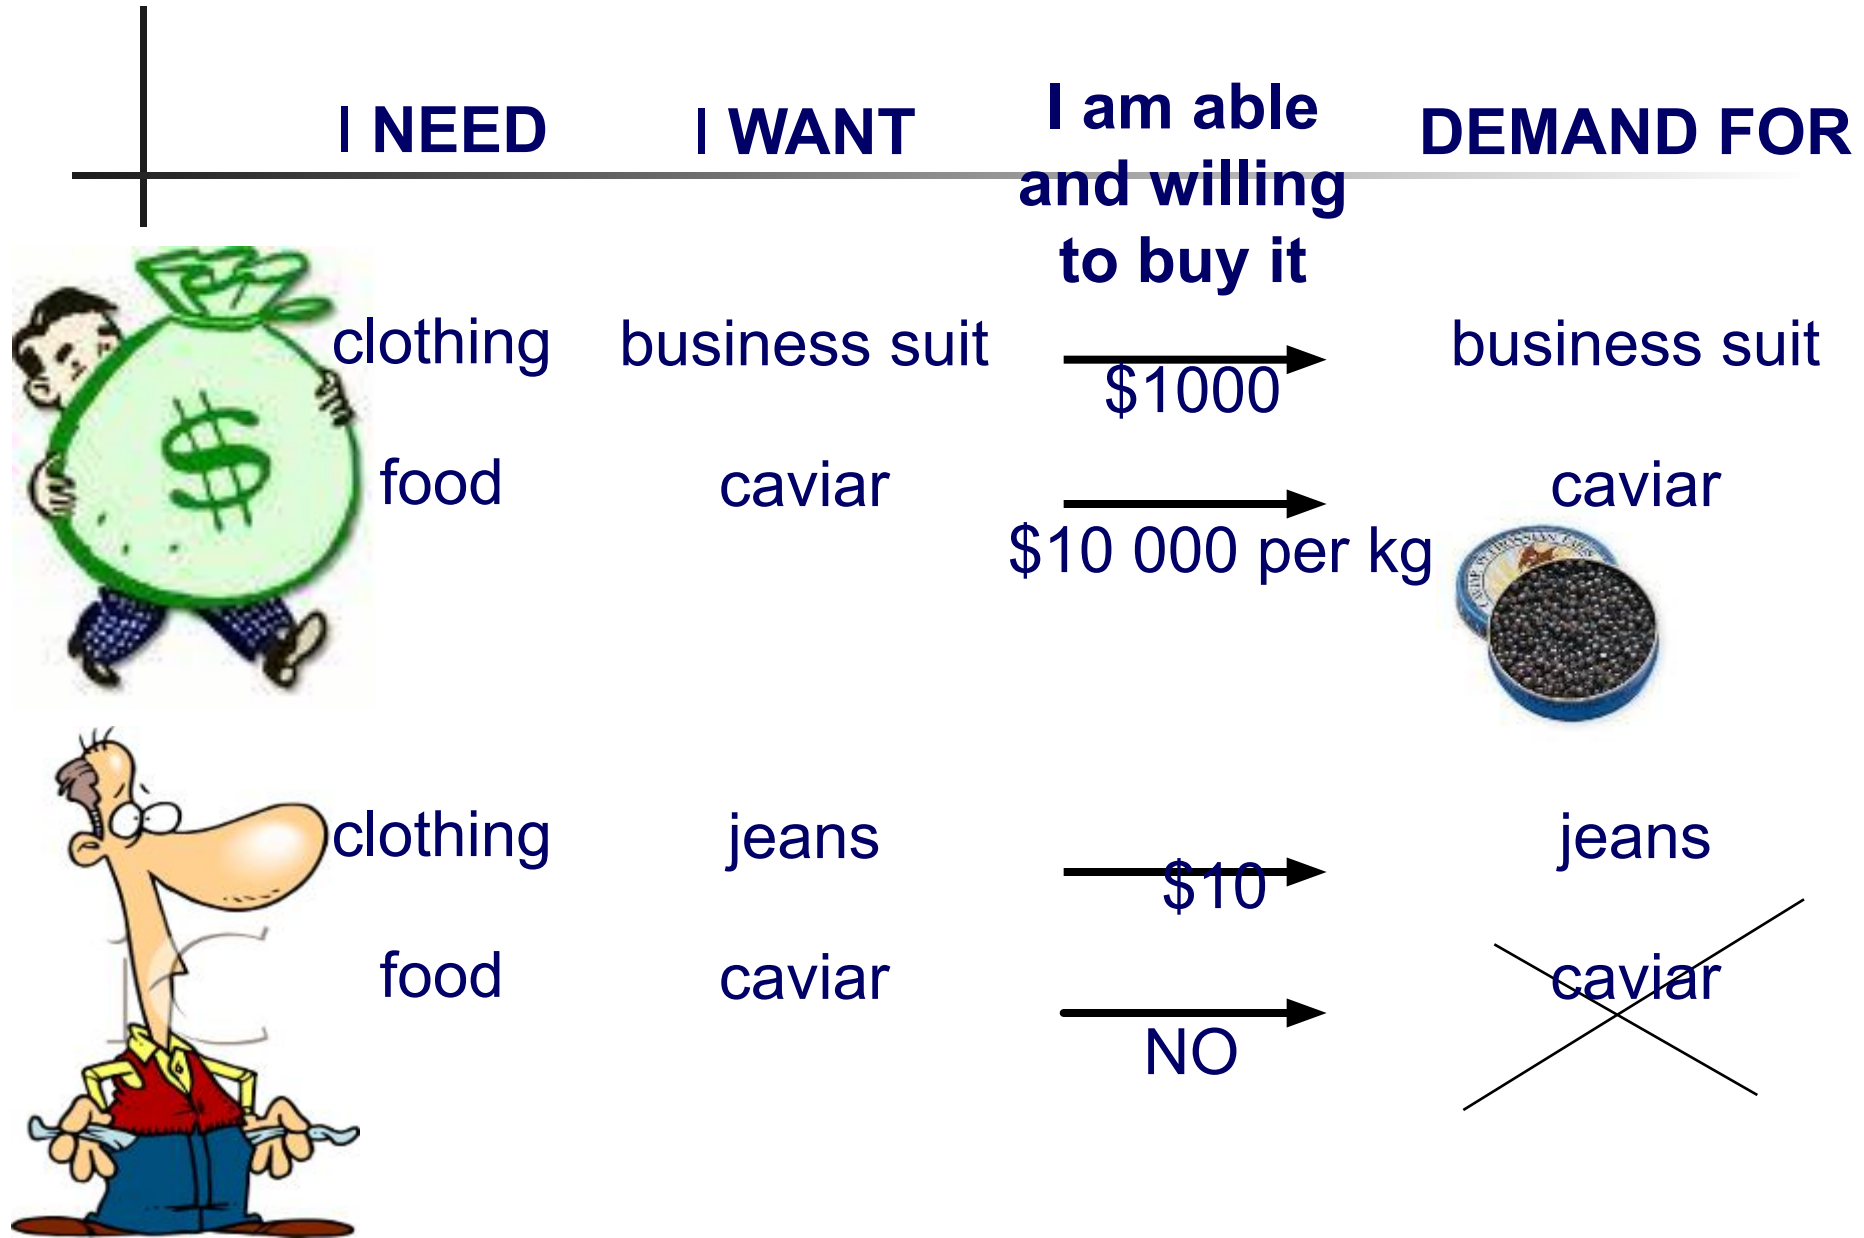 I NEED
I WANT
I am able
and willing
to buy it
DEMAND FOR
clothing
business suit
$1000
business suit
$
food
caviar
$10 000 per kg
caviar
clothing
jeans
$10
jeans
food
caviar
NO
caviar